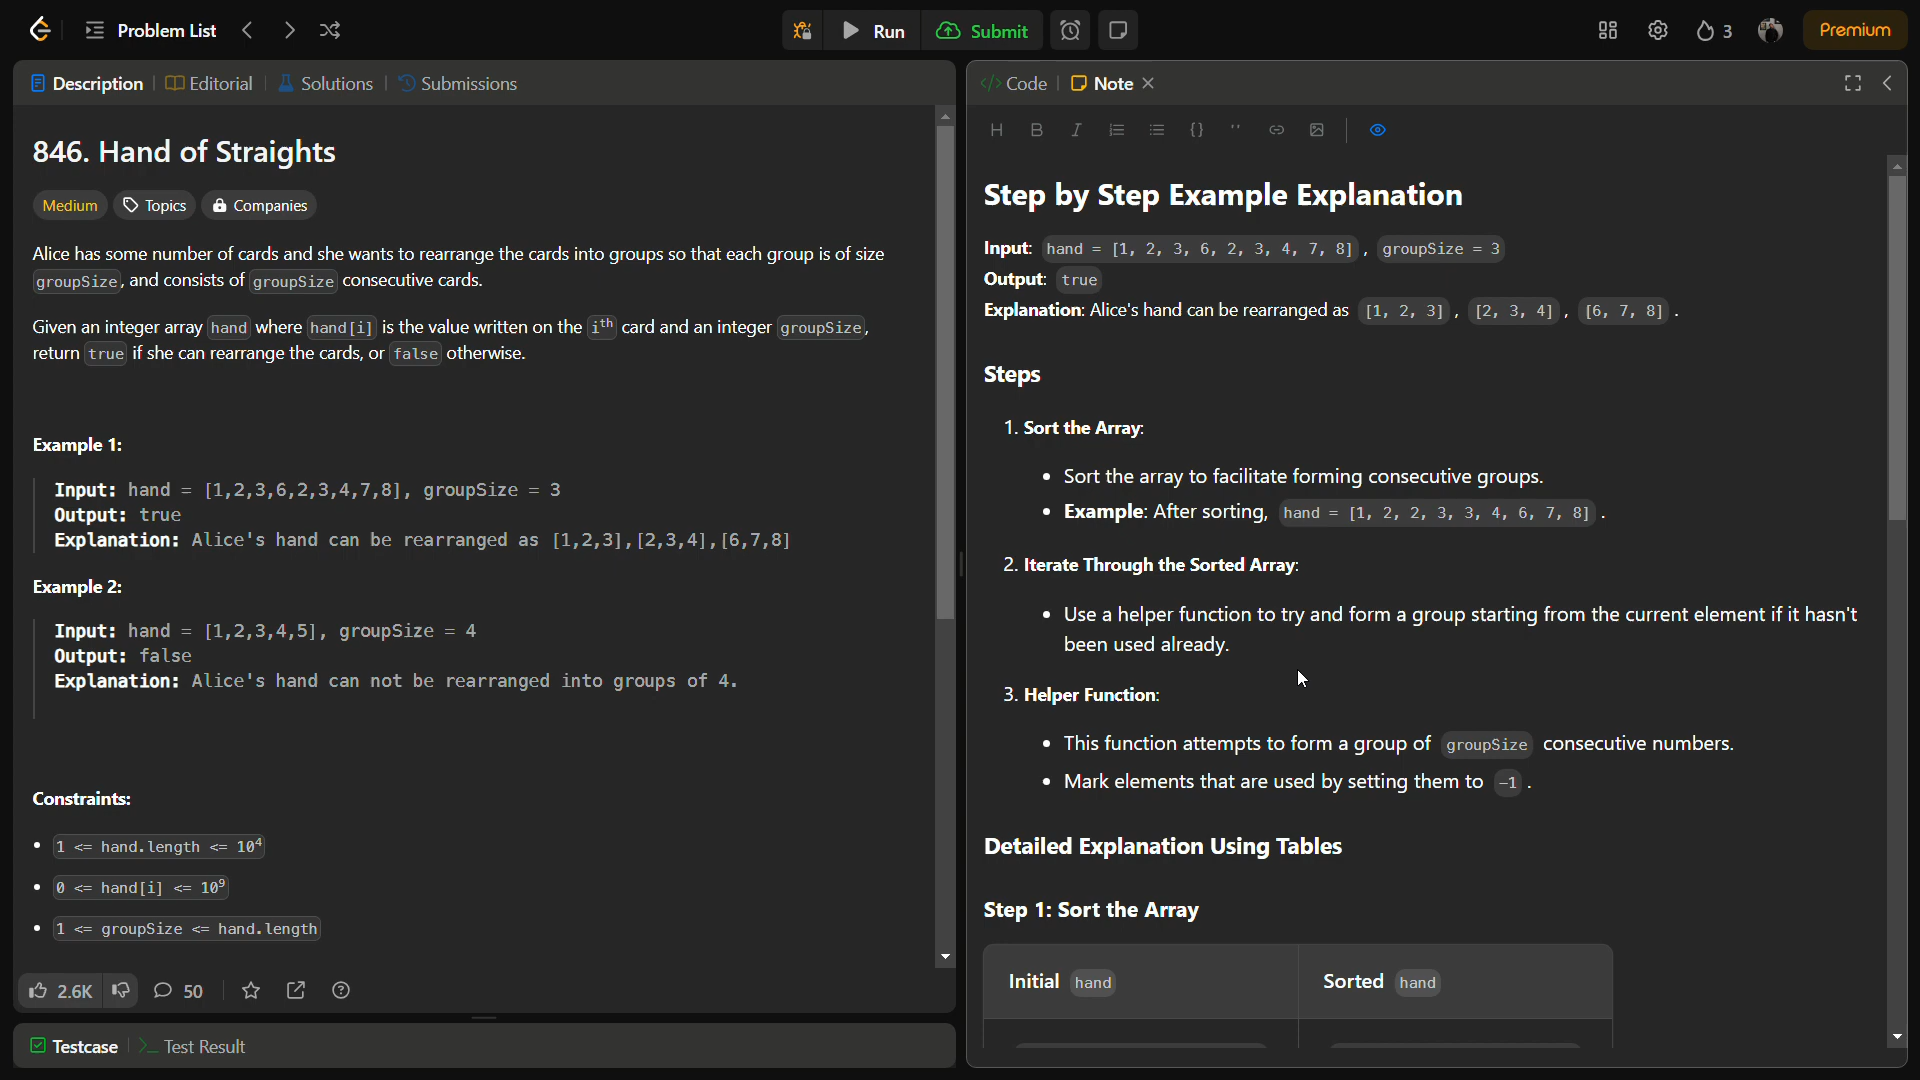 Problem List
Run
Submit
3
Premium
Description
Editorial
Solutions
Submissions
846. Hand of Straights
Medium
Topics
Companies
Alice has some number of cards and she wants to rearrange the cards into groups so that each group is of size
groupSize, and consists of groupSize consecutive cards.
Given an integer array hand where hand[i] is the value written on the iᵗʰ card and an integer groupSize,
return true if she can rearrange the cards, or false otherwise.
Example 1:
Input: hand = [1,2,3,6,2,3,4,7,8], groupSize = 3
Output: true
Explanation: Alice's hand can be rearranged as [1,2,3],[2,3,4],[6,7,8]
Example 2:
Input: hand = [1,2,3,4,5], groupSize = 4
Output: false
Explanation: Alice's hand can not be rearranged into groups of 4.
Constraints:
• 1 <= hand.length <= 10⁴
• 0 <= hand[i] <= 10⁹
• 1 <= groupSize <= hand.length
2.6K
50
Testcase
Test Result
Code
Note
H B I {} "
Step by Step Example Explanation
Input: hand = [1, 2, 3, 6, 2, 3, 4, 7, 8] , groupSize = 3
Output: true
Explanation: Alice's hand can be rearranged as [1, 2, 3] , [2, 3, 4] , [6, 7, 8] .
Steps
1. Sort the Array:
• Sort the array to facilitate forming consecutive groups.
• Example: After sorting, hand = [1, 2, 2, 3, 3, 4, 6, 7, 8] .
2. Iterate Through the Sorted Array:
• Use a helper function to try and form a group starting from the current element if it hasn't
been used already.
3. Helper Function:
• This function attempts to form a group of groupSize consecutive numbers.
• Mark elements that are used by setting them to -1 .
Detailed Explanation Using Tables
Step 1: Sort the Array
Initial hand
Sorted hand